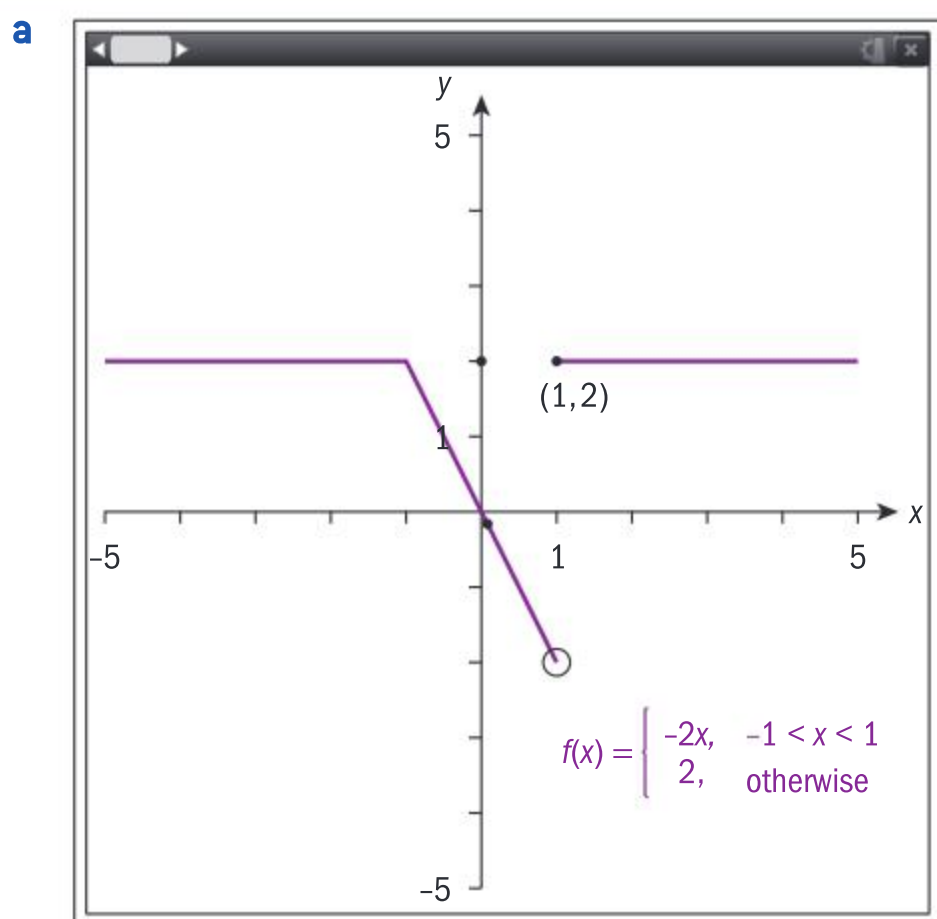 a
y
5
(1,2)
1
x
–5
1
5
f(x) = { –2x, –1 < x < 1
2, otherwise
–5